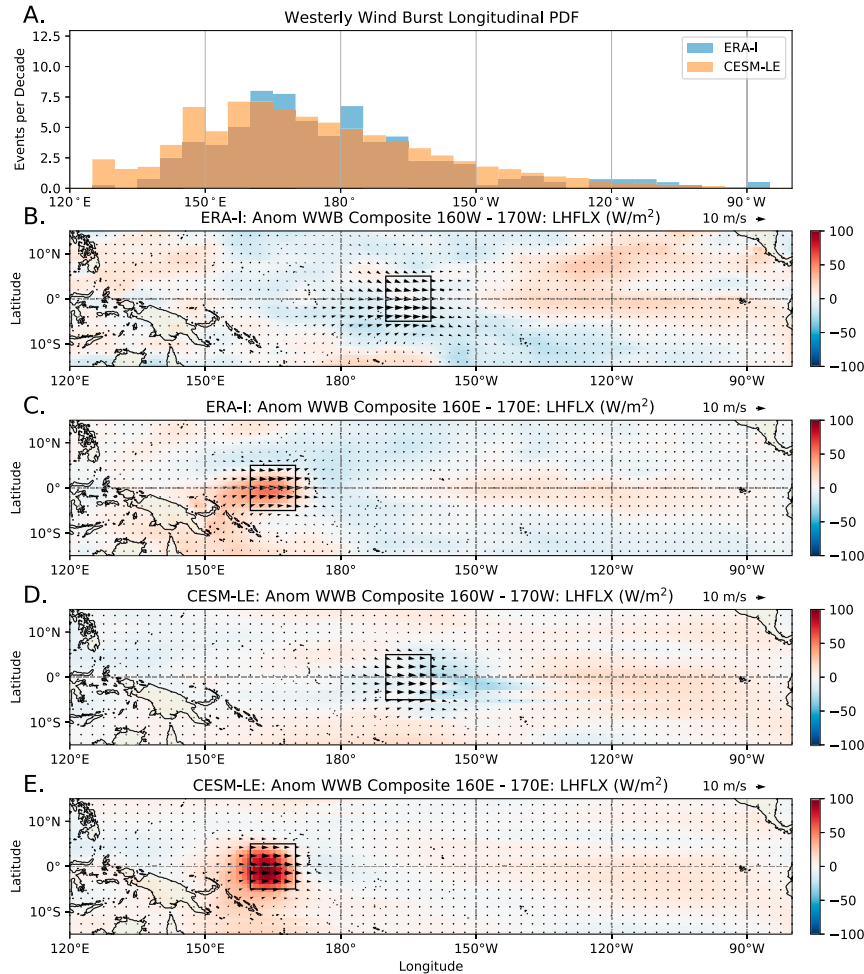 A.
Westerly Wind Burst Longitudinal PDF
Events per Decade
12.5
10.0
7.5
5.0
2.5
0.0
ERA-I
CESM-LE
120°E 150°E 180° 150°W 120°W 90°W
B.
ERA-I: Anom WWB Composite 160W - 170W: LHFLX (W/m²)
10 m/s
Latitude
10°N
0°
10°S
120°E 150°E 180° 150°W 120°W 90°W
100
50
0
−50
−100
C.
ERA-I: Anom WWB Composite 160E - 170E: LHFLX (W/m²)
10 m/s
Latitude
10°N
0°
10°S
120°E 150°E 180° 150°W 120°W 90°W
100
50
0
−50
−100
D.
CESM-LE: Anom WWB Composite 160W - 170W: LHFLX (W/m²)
10 m/s
Latitude
10°N
0°
10°S
120°E 150°E 180° 150°W 120°W 90°W
100
50
0
−50
−100
E.
CESM-LE: Anom WWB Composite 160E - 170E: LHFLX (W/m²)
10 m/s
Latitude
10°N
0°
10°S
120°E 150°E 180° 150°W 120°W 90°W
Longitude
100
50
0
−50
−100